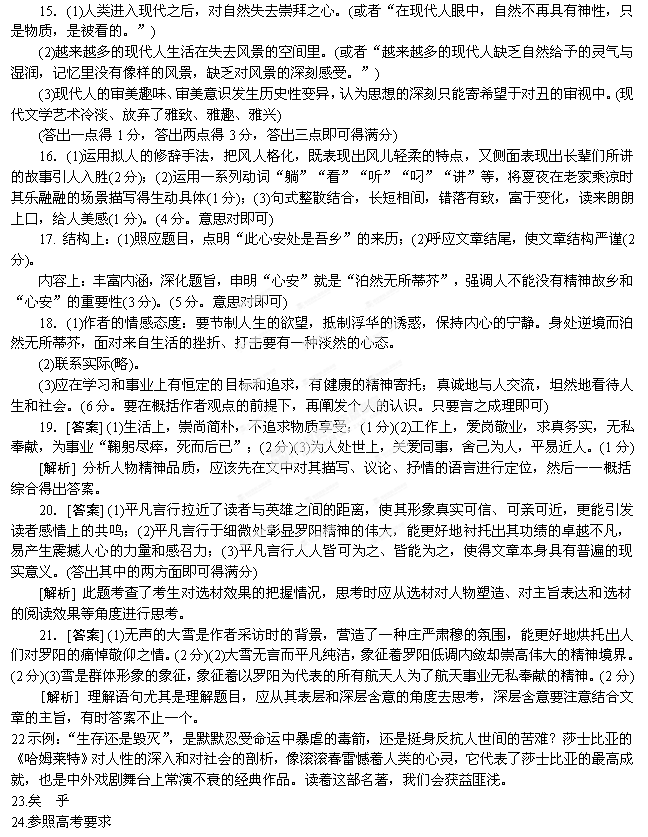 15. (1)人类进入现代之后，对自然失去崇拜之心。(或者“在现代人眼中，自然不再具有神性，只
是物质，是被看的。”)
(2)越来越多的现代人生活在失去风景的空间里。(或者“越来越多的现代人缺乏自然给予的灵气与
湿润，记忆里没有像样的风景，缺乏对风景的深刻感受。”)
(3)现代人的审美趣味、审美意识发生历史性变异，认为思想的深刻只能寄希望于对丑的审视中。(现
代文学艺术冷淡、放弃了雅致、雅趣、雅兴)
(答出一点得 1 分，答出两点得 3 分，答出三点即可得满分)
16. (1)运用拟人的修辞手法，把风人格化，既表现出风儿轻柔的特点，又侧面表现出长辈们所讲
的故事引人入胜(2 分)；(2)运用一系列动词“躺”“看”“听”“叼”“讲”等，将夏夜在老家乘凉时
其乐融融的场景描写得生动具体(1 分)；(3)句式整散结合，长短相间，错落有致，富于变化，读来朗朗
上口，给人美感(1 分)。(4 分。意思对即可)
17. 结构上：(1)照应题目，点明“此心安处是吾乡”的来历；(2)呼应文章结尾，使文章结构严谨(2
分)。
内容上：丰富内涵，深化题旨，申明“心安”就是“泊然无所蒂芥”，强调人不能没有精神故乡和
“心安”的重要性(3 分)。(5 分。意思对即可)
18. (1)作者的情感态度：要节制人生的欲望，抵制浮华的诱惑，保持内心的宁静。身处逆境而泊
然无所蒂芥，面对来自生活的挫折、打击要有一种淡然的心态。
(2)联系实际(略)。
(3)应在学习和事业上有恒定的目标和追求，有健康的精神寄托；真诚地与人交流，坦然地看待人
生和社会。(6 分。要在概括作者观点的前提下，再阐发个人的认识。只要言之成理即可)
19. [答案] (1)生活上，崇尚简朴，不追求物质享受；(1 分)(2)工作上，爱岗敬业，求真务实，无私
奉献，为事业“鞠躬尽瘁，死而后已”；(2 分)(3)为人处世上，关爱同事，舍己为人，平易近人。(1 分)
[解析] 分析人物精神品质，应该先在文中对其描写、议论、抒情的语言进行定位，然后一一概括
综合得出答案。
20. [答案] (1)平凡言行拉近了读者与英雄之间的距离，使其形象真实可信、可亲可近，更能引发
读者感情上的共鸣；(2)平凡言行于细微处彰显罗阳精神的伟大，能更好地衬托出其功绩的卓越不凡，
易产生震撼人心的力量和感召力；(3)平凡言行人人皆可为之、皆能为之，使得文章本身具有普遍的现
实意义。(答出其中的两方面即可得满分)
[解析] 此题考查了考生对选材效果的把握情况，思考时应从选材对人物塑造、对主旨表达和选材
的阅读效果等角度进行思考。
21. [答案] (1)无声的大雪是作者采访时的背景，营造了一种庄严肃穆的氛围，能更好地烘托出人
们对罗阳的痛悼敬仰之情。(2 分)(2)大雪无言而平凡纯洁，象征着罗阳低调内敛却崇高伟大的精神境界。
(2 分)(3)雪是群体形象的象征，象征着以罗阳为代表的所有航天人为了航天事业无私奉献的精神。(2 分)
[解析] 理解语句尤其是理解题目，应从其表层和深层含意的角度去思考，深层含意要注意结合文
章的主旨，有时答案不止一个。
22示例：“生存还是毁灭”，是默默忍受命运中暴虐的毒箭，还是挺身反抗人世间的苦难？莎士比亚的
《哈姆莱特》对人性的深入和对社会的剖析，像滚滚春雷憾着人类的心灵，它代表了莎士比亚的最高成
就，也是中外戏剧舞台上常演不衰的经典作品。读着这部名著，我们会获益匪浅。
23.矣　乎
24.参照高考要求